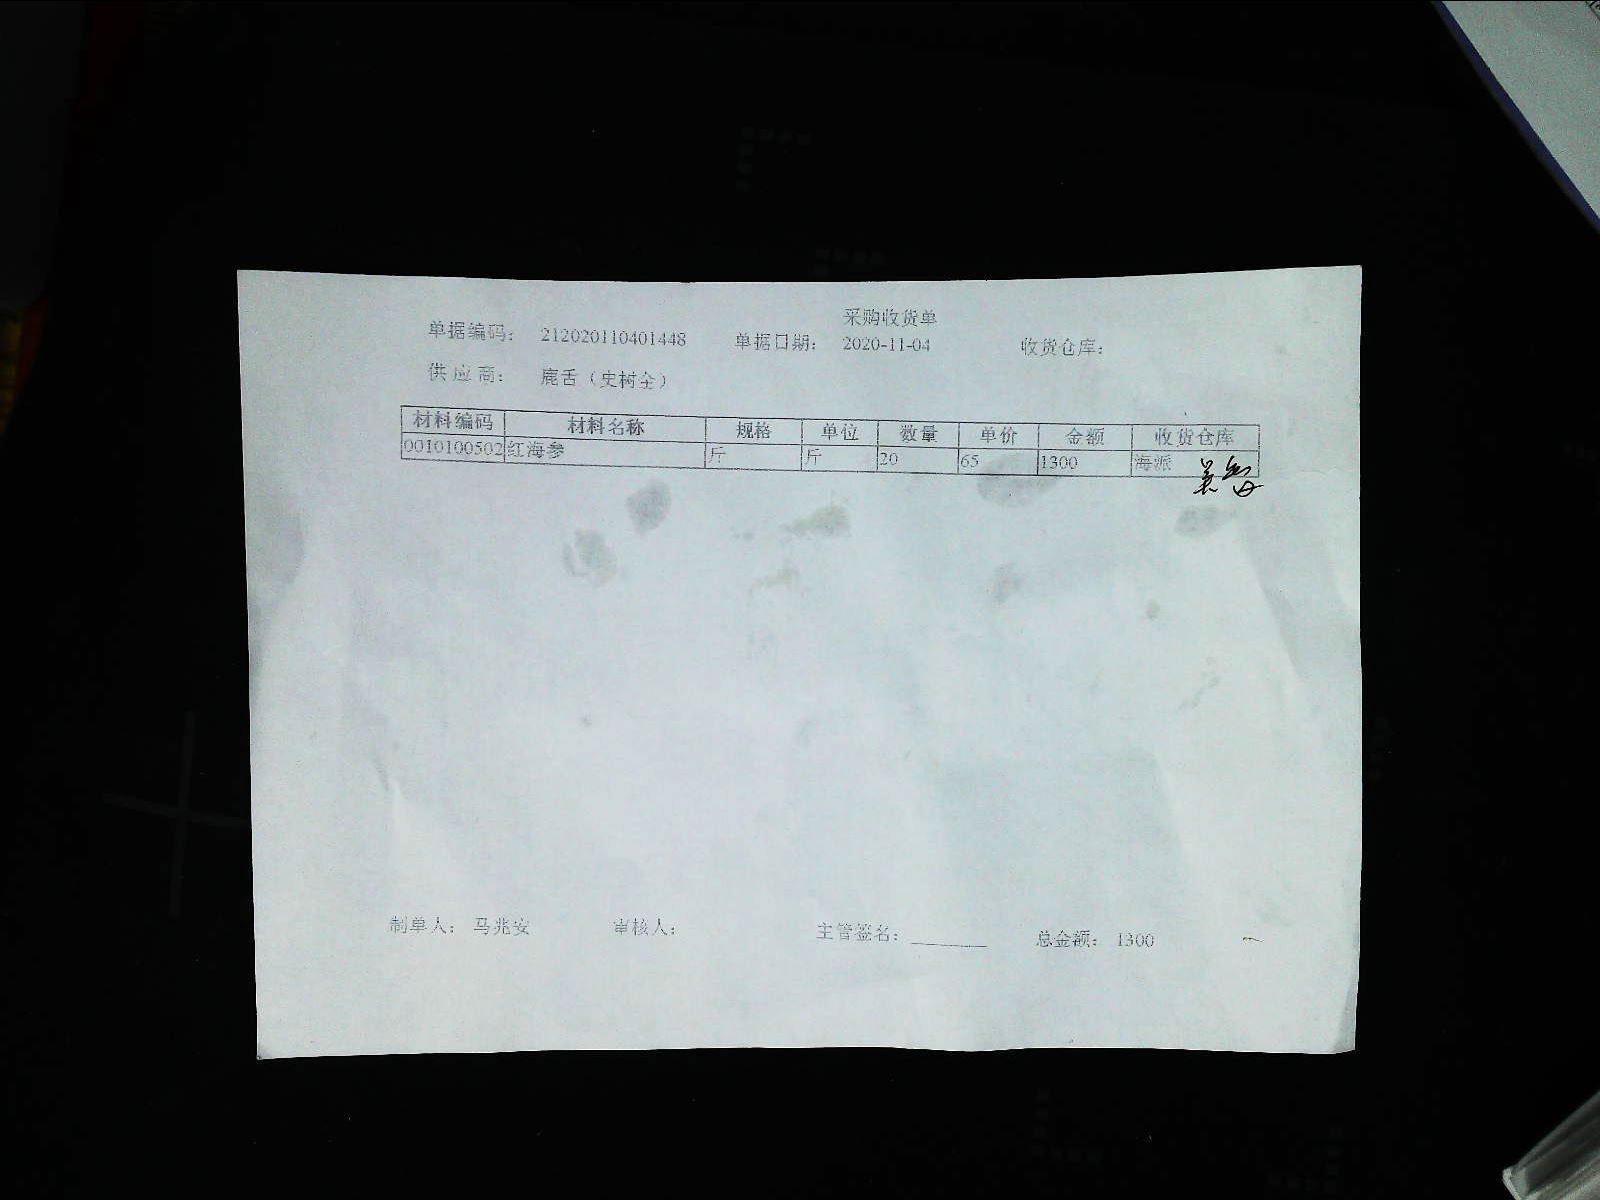 采购收货单
单据编码： 212020110401448 单据日期： 2020-11-04 收货仓库：
供应商： 鹿舌（史树全）
材料编码 材料名称 规格 单位 数量 单价 金额 收货仓库
0010100502 红海参 斤 斤 20 65 1300 海派
制单人： 马兆安 审核人： 主管签名： 总金额： 1300